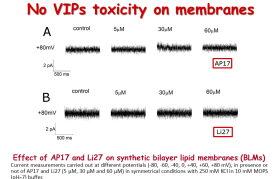 No VIPs toxicity on membranes
A
control 5µM 30µM 60µM
+80mV
2 pA
500 ms
AP17
B
control 5µM 30µM 60µM
+80mV
2 pA
500 ms
Li27
Effect of AP17 and Li27 on synthetic bilayer lipid membranes (BLMs)
Current measurements carried out at different potentials (-80, -60, -40, 0, +40, +60, +80 mV), in presence or
not of AP17 and Li27 (5 µM, 30 µM and 60 µM) in symmetrical conditions with 250 mM KCl in 10 mM MOPS
(pH=7) buffer.